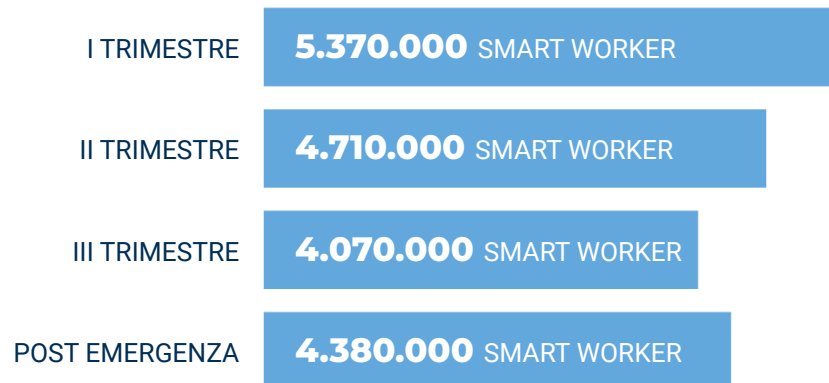 I TRIMESTRE 5.370.000 SMART WORKER
II TRIMESTRE 4.710.000 SMART WORKER
III TRIMESTRE 4.070.000 SMART WORKER
POST EMERGENZA 4.380.000 SMART WORKER